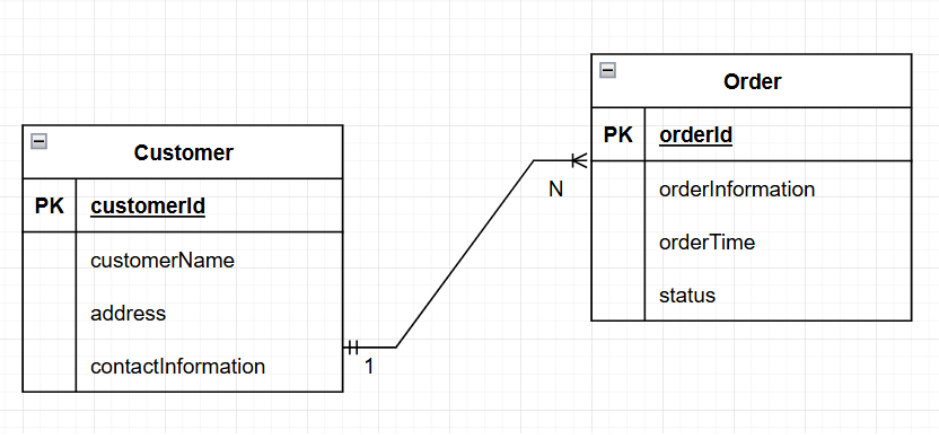 Customer
PK customerId
customerName
address
contactInformation
1
N
Order
PK orderId
orderInformation
orderTime
status